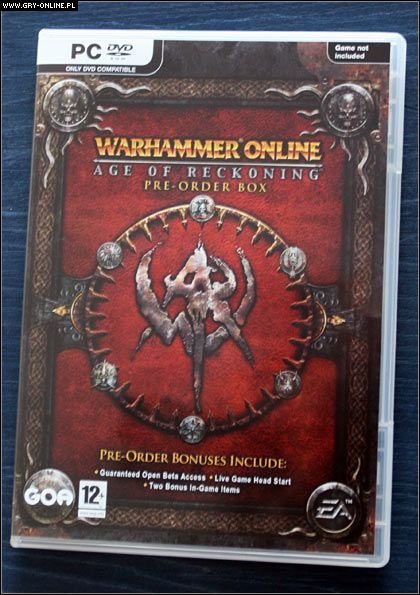 WWW.GRY-ONLINE.PL
PC DVD
ONLY DVD COMPATIBLE
Game not
included
WARHAMMER ONLINE
AGE OF RECKONING
PRE-ORDER BOX
PRE-ORDER BONUSES INCLUDE:
• Guaranteed Open Beta Access • Live Game Head Start
• Two Bonus In-Game Items
GOA
12+
EA™